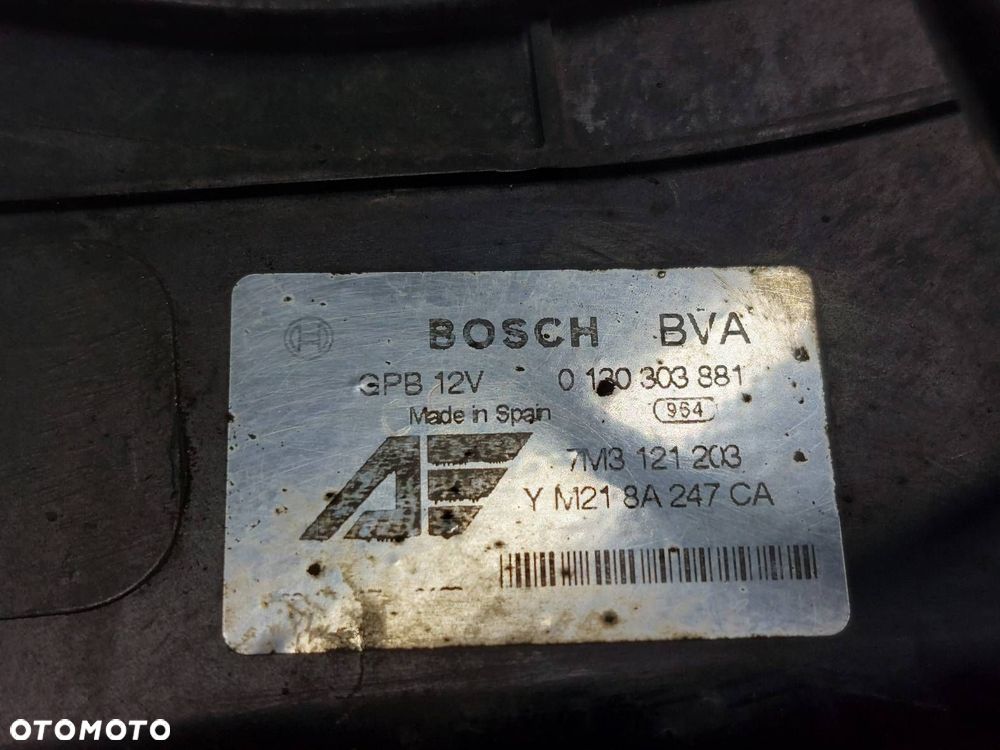 BOSCH BVA
GPB 12V 0 130 303 881
Made in Spain 964
7M3 121 203
Y M21 8A 247 CA
OTOMOTO